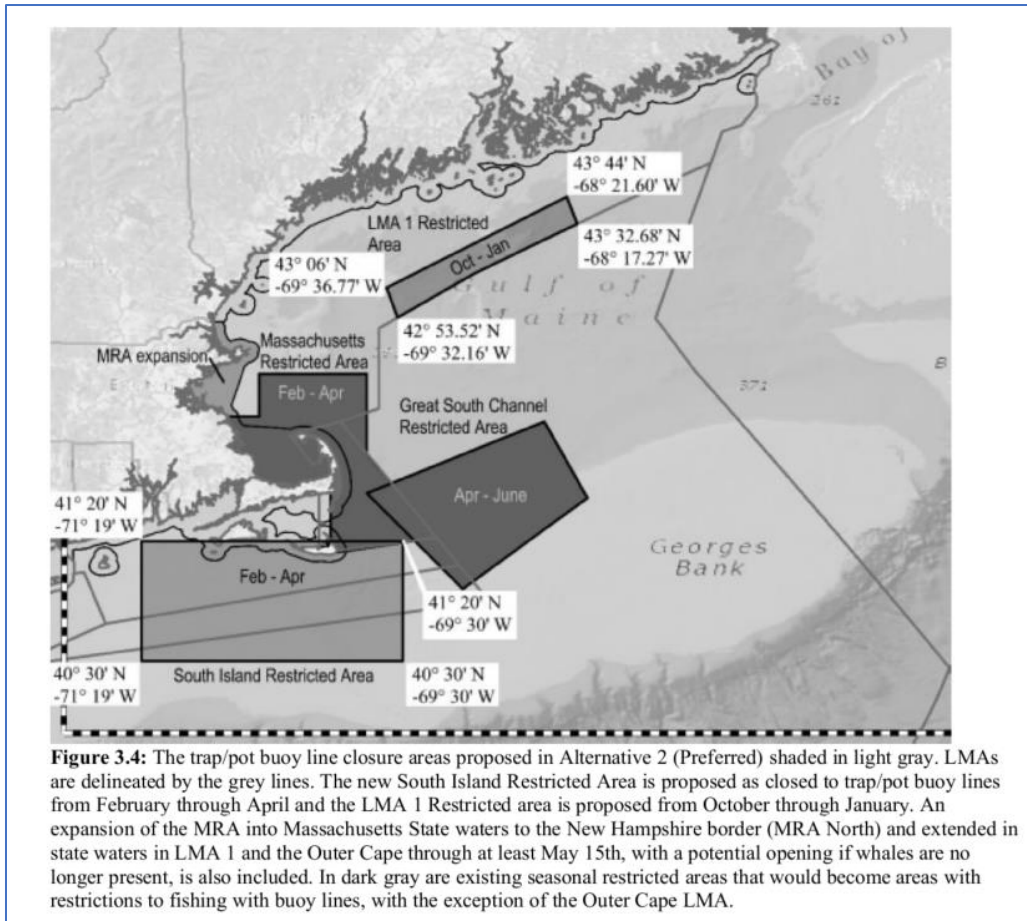 Bay of
261
43° 44' N
-68° 21.60' W
LMA 1 Restricted
Area
Oct - Jan
43° 32.68' N
-68° 17.27' W
43° 06' N
-69° 36.77' W
Gulf of
Maine
42° 53.52' N
-69° 32.16' W
MRA expansion
Massachusetts
Restricted Area
Feb - Apr
371
B
Great South Channel
Restricted Area
Apr - June
41° 20' N
-71° 19' W
Georges
Bank
Feb - Apr
41° 20' N
-69° 30' W
40° 30' N
-71° 19' W
South Island Restricted Area
40° 30' N
-69° 30' W
Figure 3.4: The trap/pot buoy line closure areas proposed in Alternative 2 (Preferred) shaded in light gray. LMAs
are delineated by the grey lines. The new South Island Restricted Area is proposed as closed to trap/pot buoy lines
from February through April and the LMA 1 Restricted area is proposed from October through January. An
expansion of the MRA into Massachusetts State waters to the New Hampshire border (MRA North) and extended in
state waters in LMA 1 and the Outer Cape through at least May 15th, with a potential opening if whales are no
longer present, is also included. In dark gray are existing seasonal restricted areas that would become areas with
restrictions to fishing with buoy lines, with the exception of the Outer Cape LMA.